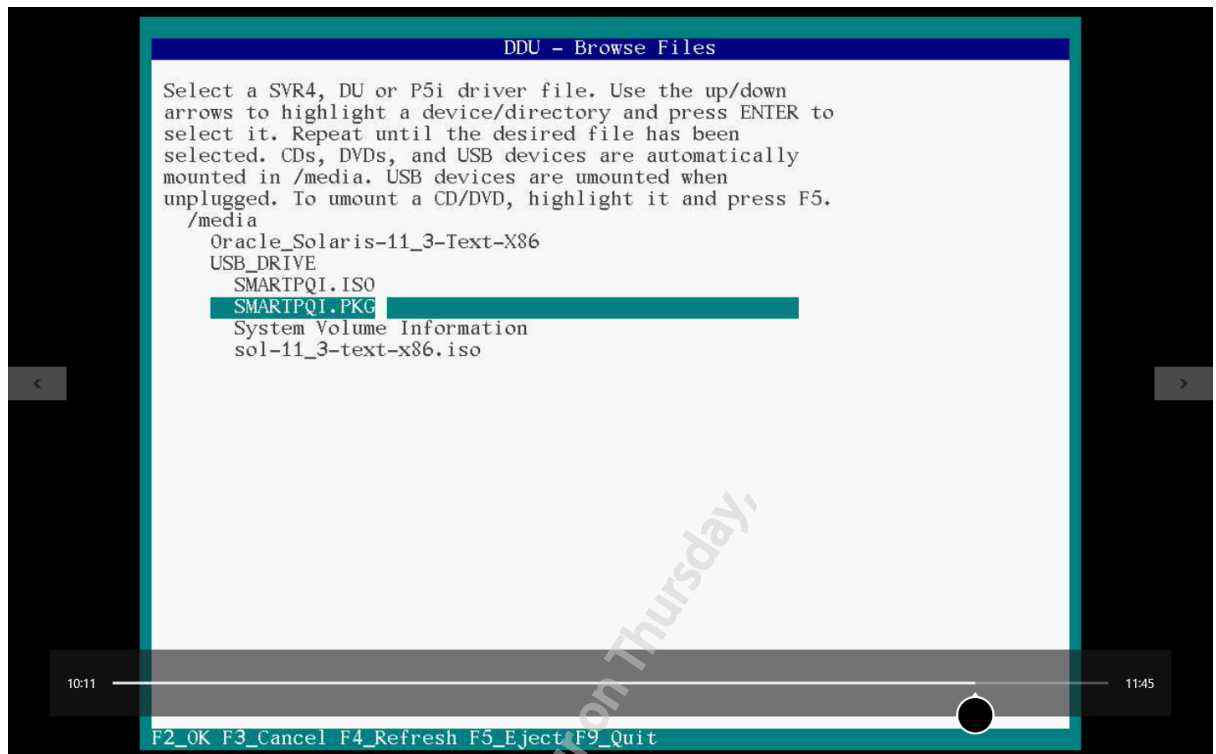 DDU – Browse Files
Select a SVR4, DU or P5i driver file. Use the up/down
arrows to highlight a device/directory and press ENTER to
select it. Repeat until the desired file has been
selected. CDs, DVDs, and USB devices are automatically
mounted in /media. USB devices are umounted when
unplugged. To umount a CD/DVD, highlight it and press F5.
/media
Oracle_Solaris-11_3-Text-X86
USB_DRIVE
SMARTPQI.ISO
SMARTPQI.PKG
System Volume Information
sol-11_3-text-x86.iso
on Thursday,
10:11
11:45
F2_OK F3_Cancel F4_Refresh F5_Eject F9_Quit